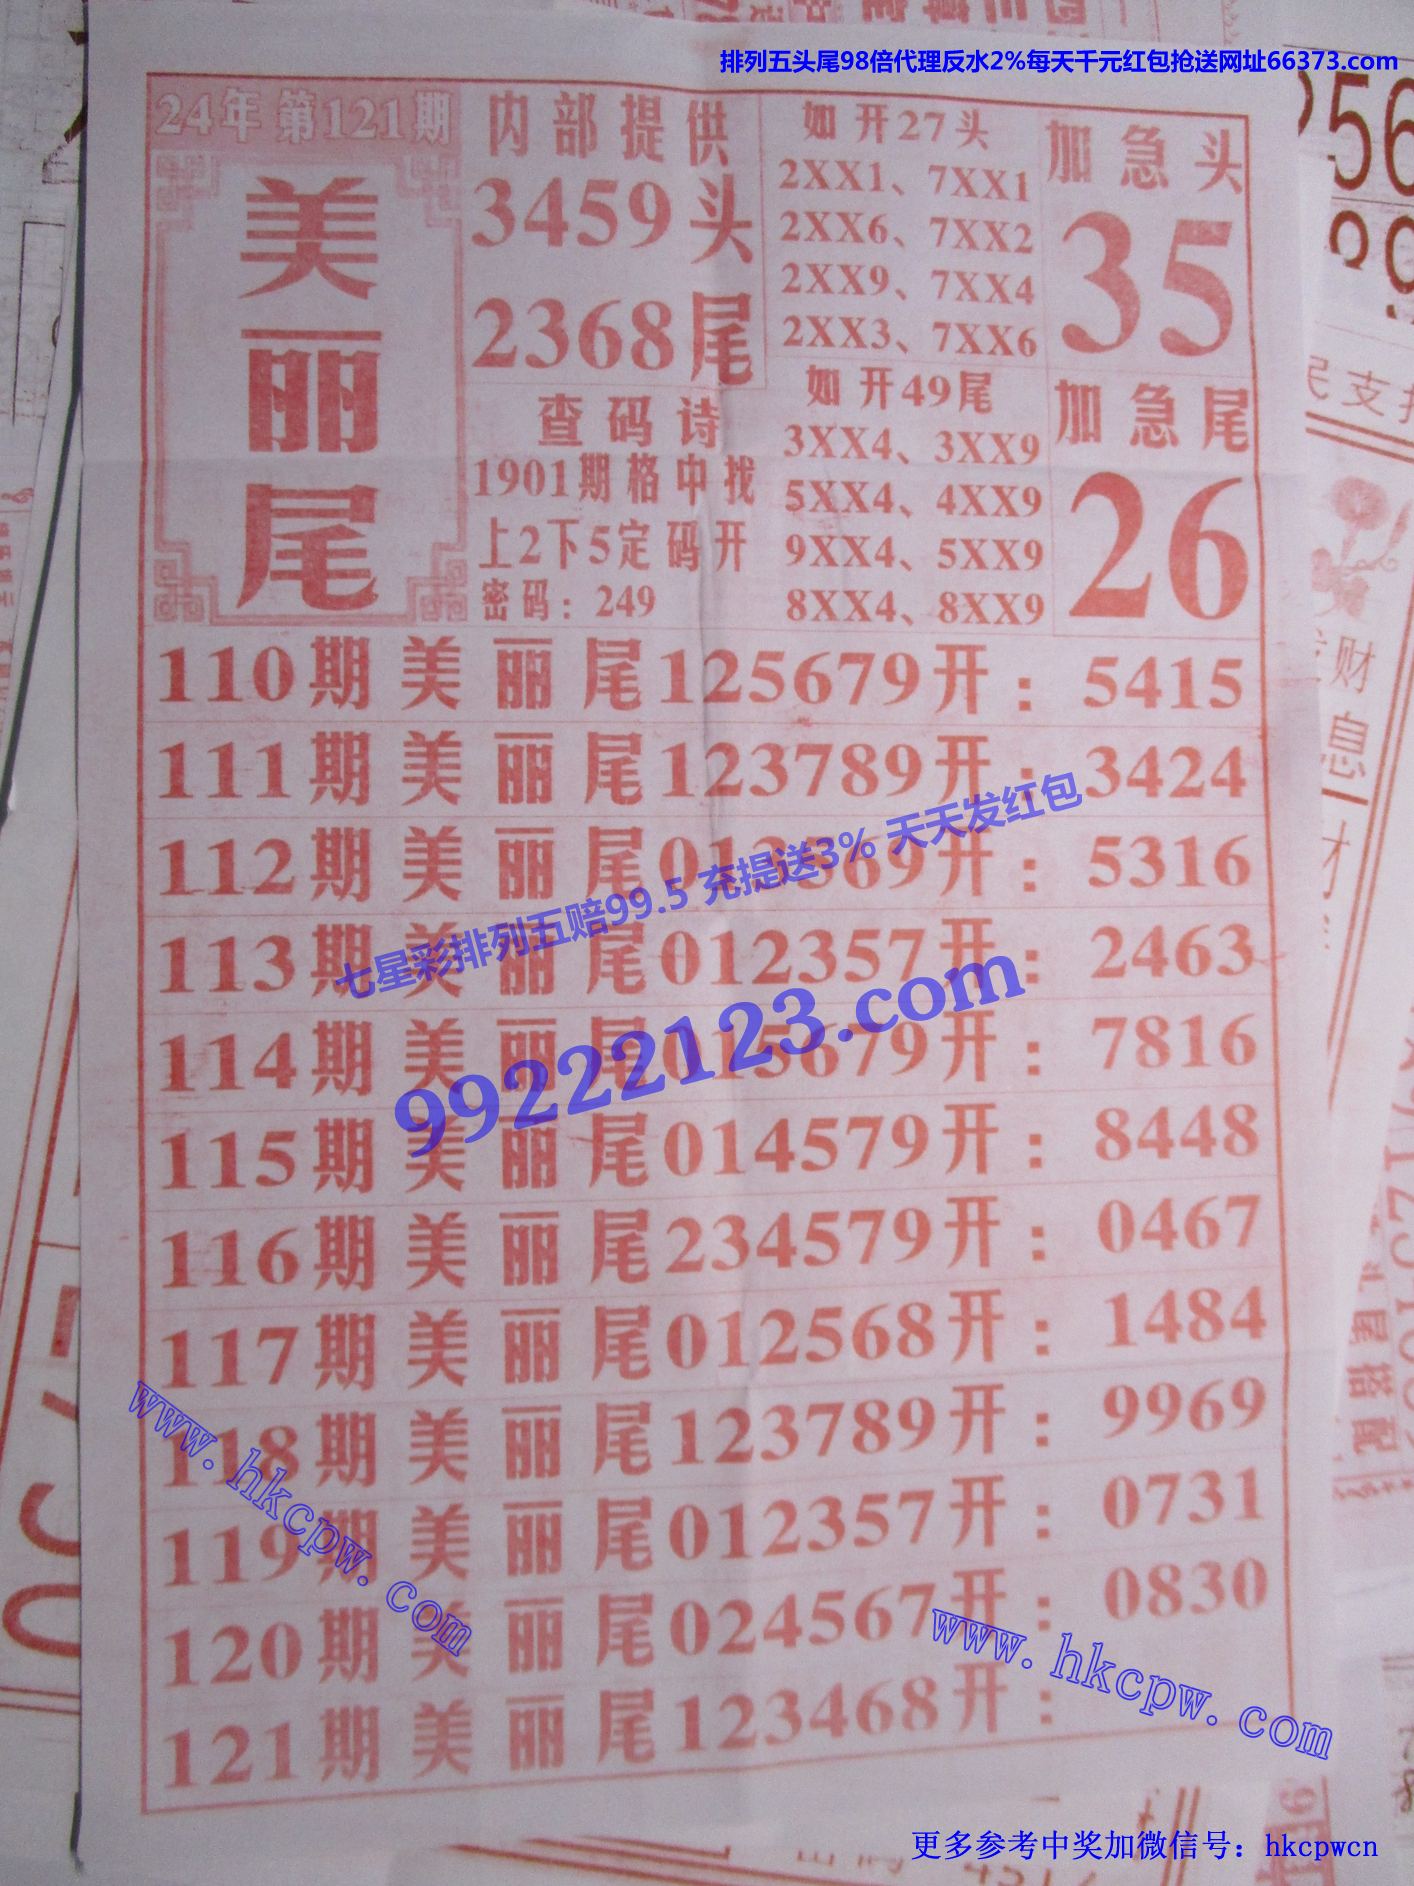 排列五头尾98倍代理反水2%每天千元红包抢送网址66373.com
24年 第121期
美丽尾
内部提供
3459头
2368尾
查码诗
1901期格中找
上2下5定码开
密码：249
如开27头
2XX1、7XX1
2XX6、7XX2
2XX9、7XX4
2XX3、7XX6
如开49尾
3XX4、3XX9
5XX4、4XX9
9XX4、5XX9
8XX4、8XX9
加急头
35
加急尾
26
110期美丽尾125679开：5415
111期美丽尾123789开：3424
112期美丽尾012369开：5316
113期美丽尾012357开：2463
114期美丽尾015679开：7816
115期美丽尾014579开：8448
116期美丽尾234579开：0467
117期美丽尾012568开：1484
118期美丽尾123789开：9969
119期美丽尾012357开：0731
120期美丽尾024567开：0830
121期美丽尾123468开：
七星彩排列五赔99.5 充提送3% 天天发红包
99222123.com
www.hkcpw.com
www.hkcpw.com
更多参考中奖加微信号：hkcpwcn